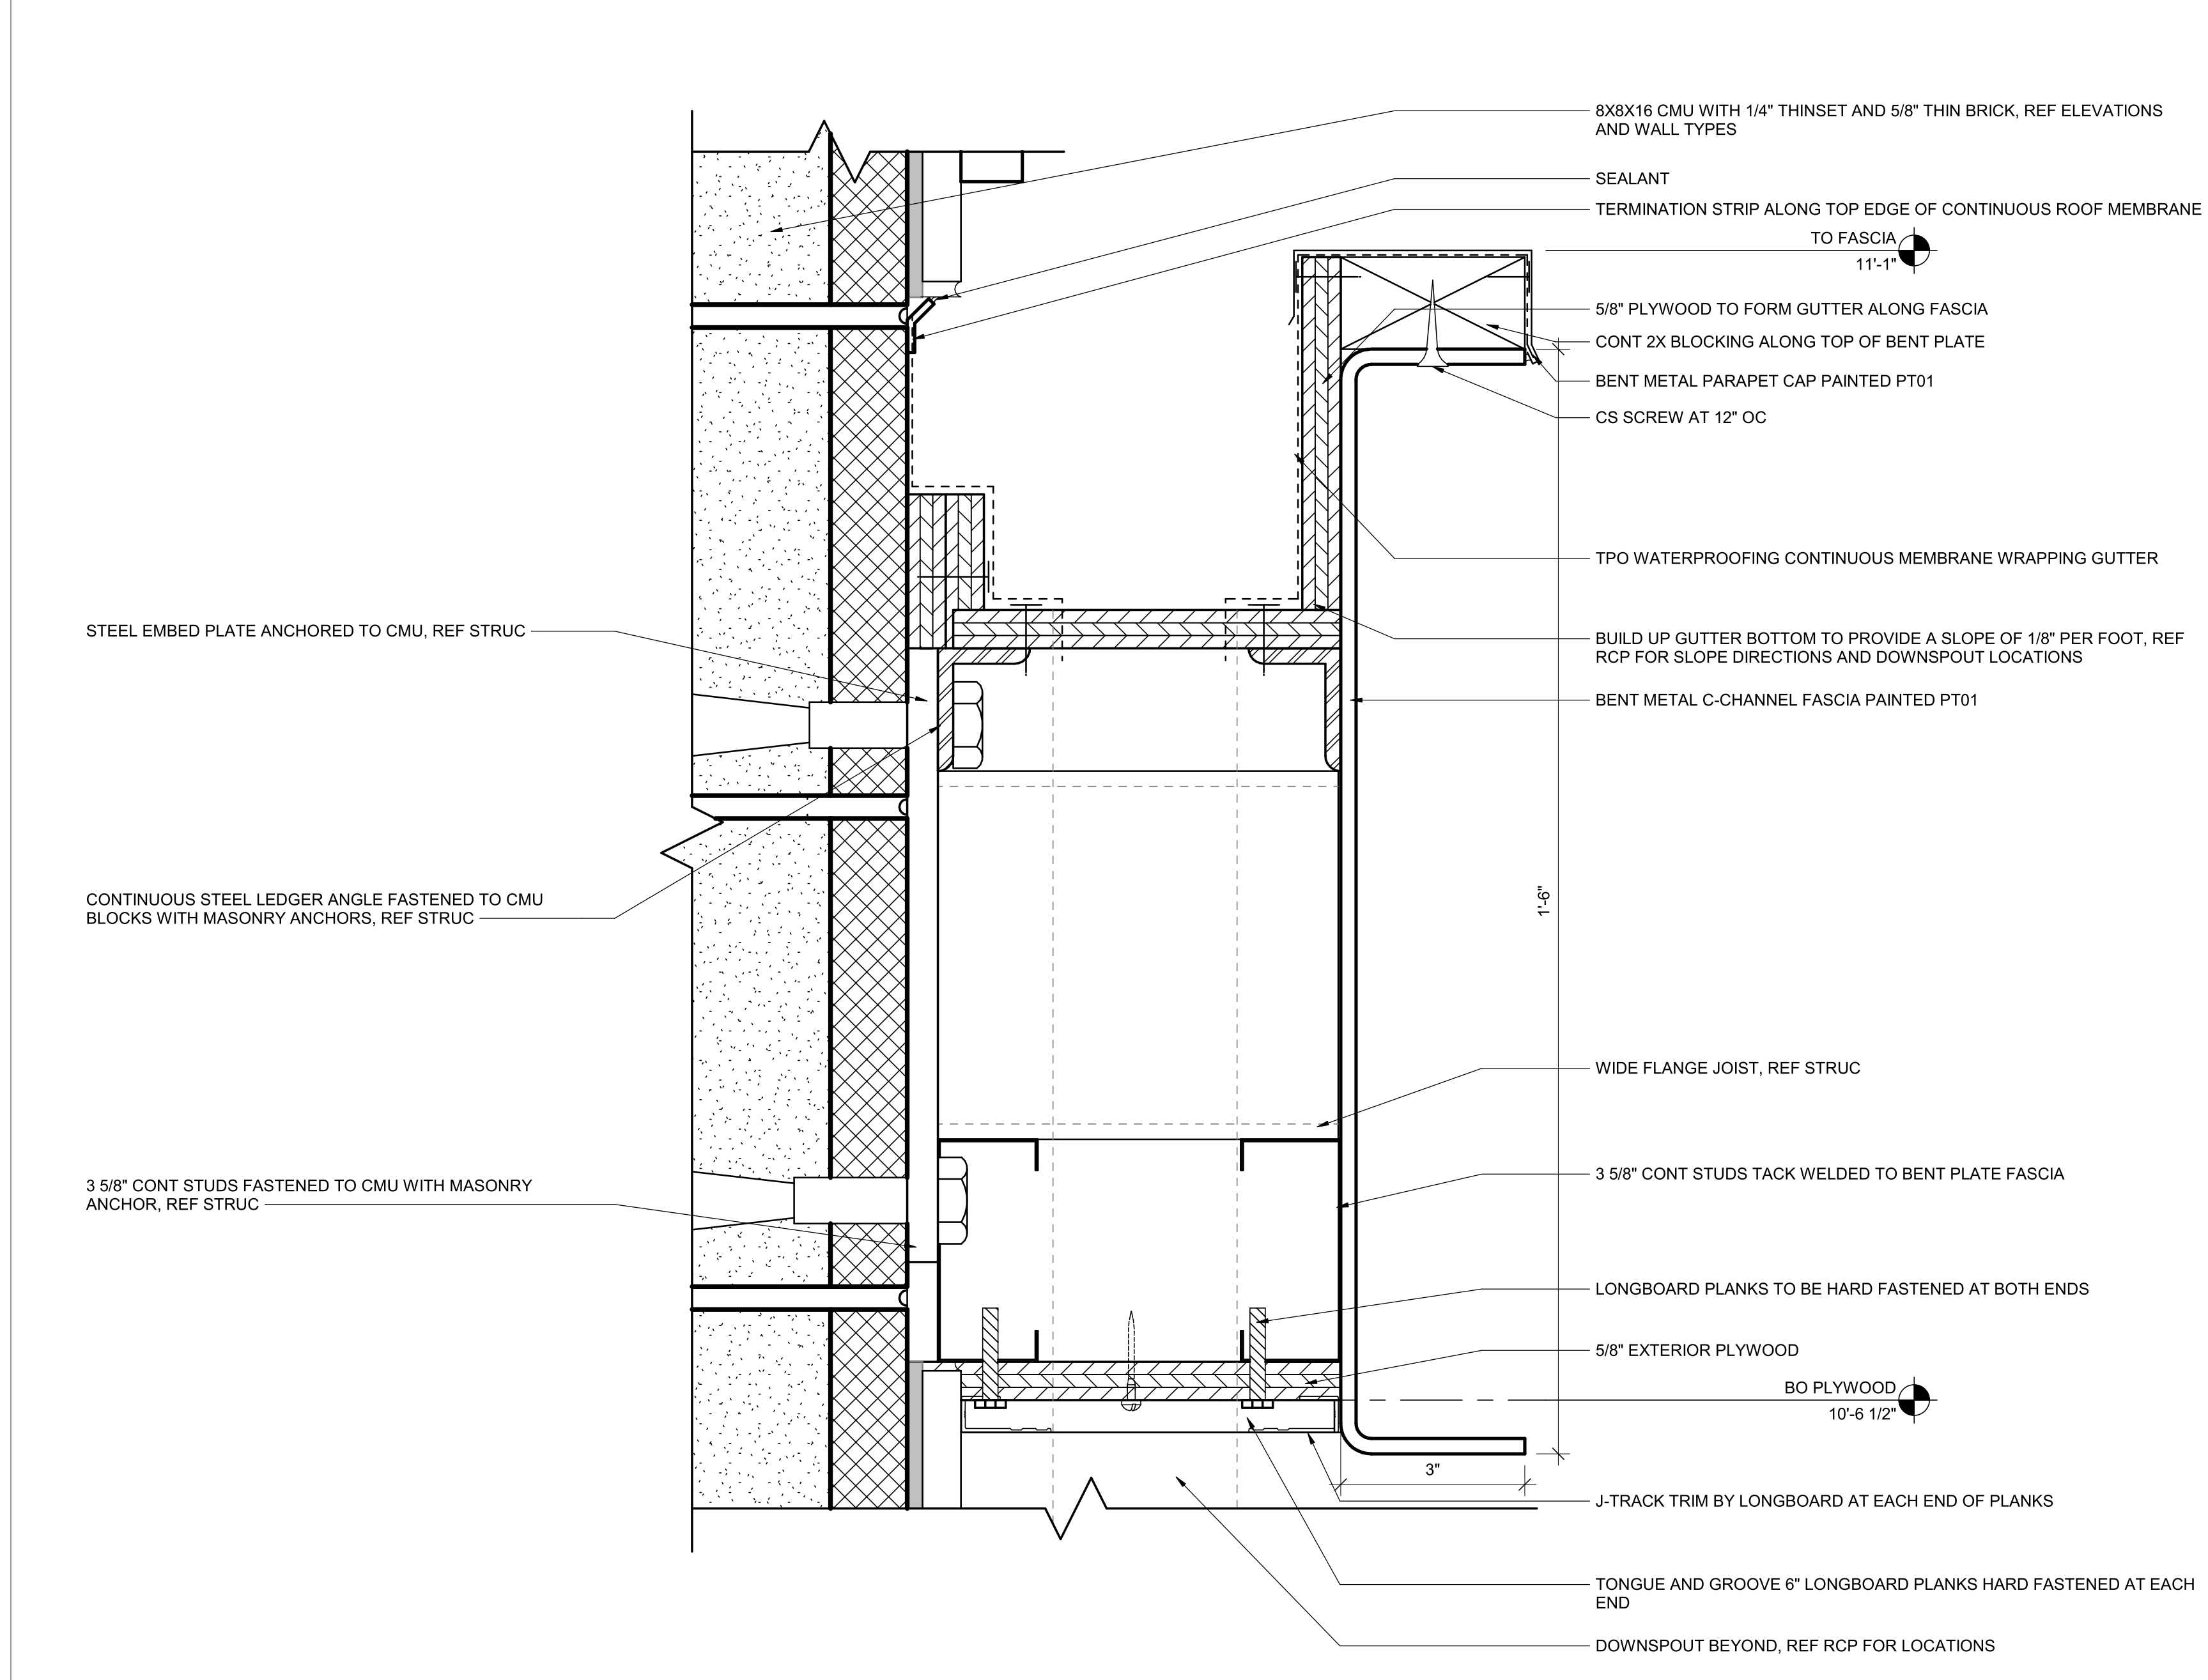 8X8X16 CMU WITH 1/4" THINSET AND 5/8" THIN BRICK, REF ELEVATIONS
AND WALL TYPES
SEALANT
TERMINATION STRIP ALONG TOP EDGE OF CONTINUOUS ROOF MEMBRANE
TO FASCIA
11'-1"
5/8" PLYWOOD TO FORM GUTTER ALONG FASCIA
CONT 2X BLOCKING ALONG TOP OF BENT PLATE
BENT METAL PARAPET CAP PAINTED PT01
CS SCREW AT 12" OC
TPO WATERPROOFING CONTINUOUS MEMBRANE WRAPPING GUTTER
STEEL EMBED PLATE ANCHORED TO CMU, REF STRUC
BUILD UP GUTTER BOTTOM TO PROVIDE A SLOPE OF 1/8" PER FOOT, REF
RCP FOR SLOPE DIRECTIONS AND DOWNSPOUT LOCATIONS
BENT METAL C-CHANNEL FASCIA PAINTED PT01
CONTINUOUS STEEL LEDGER ANGLE FASTENED TO CMU
BLOCKS WITH MASONRY ANCHORS, REF STRUC
1'-6"
WIDE FLANGE JOIST, REF STRUC
3 5/8" CONT STUDS FASTENED TO CMU WITH MASONRY
ANCHOR, REF STRUC
3 5/8" CONT STUDS TACK WELDED TO BENT PLATE FASCIA
LONGBOARD PLANKS TO BE HARD FASTENED AT BOTH ENDS
5/8" EXTERIOR PLYWOOD
BO PLYWOOD
10'-6 1/2"
3"
J-TRACK TRIM BY LONGBOARD AT EACH END OF PLANKS
TONGUE AND GROOVE 6" LONGBOARD PLANKS HARD FASTENED AT EACH
END
DOWNSPOUT BEYOND, REF RCP FOR LOCATIONS